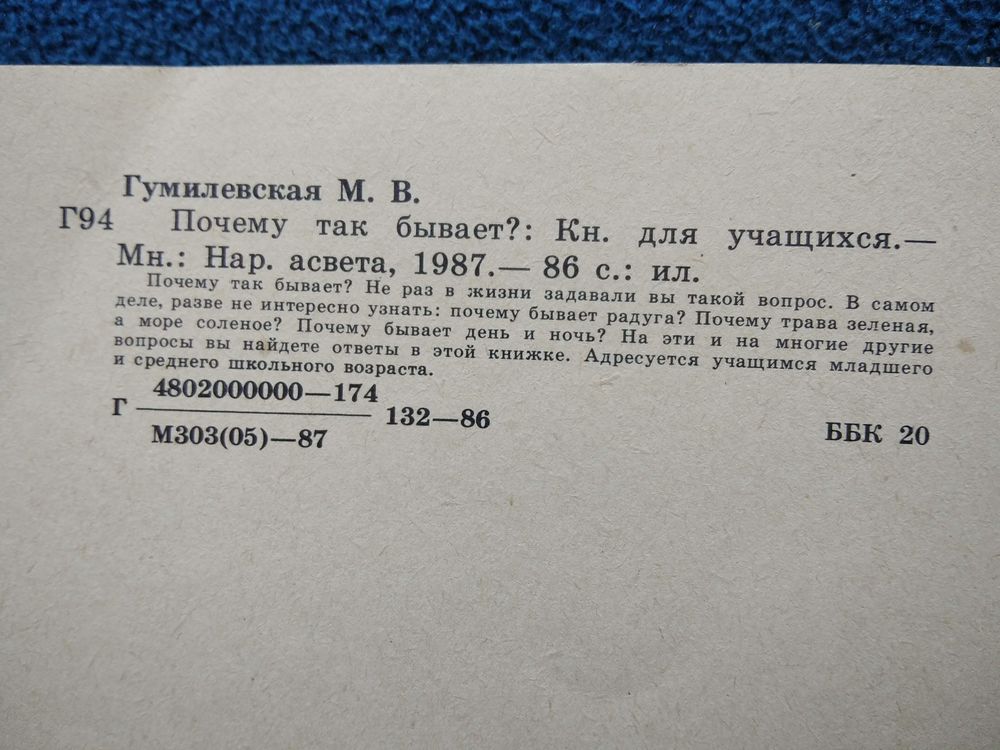 Гумилевская М. В.
Г94 Почему так бывает?: Кн. для учащихся.—
Мн.: Нар. асвета, 1987.— 86 с.: ил.
Почему так бывает? Не раз в жизни задавали вы такой вопрос. В самом
деле, разве не интересно узнать: почему бывает радуга? Почему трава зеленая,
а море соленое? Почему бывает день и ночь? На эти и на многие другие
вопросы вы найдете ответы в этой книжке. Адресуется учащимся младшего
и среднего школьного возраста.
4802000000—174
Г 132—86
М303(05)—87
ББК 20